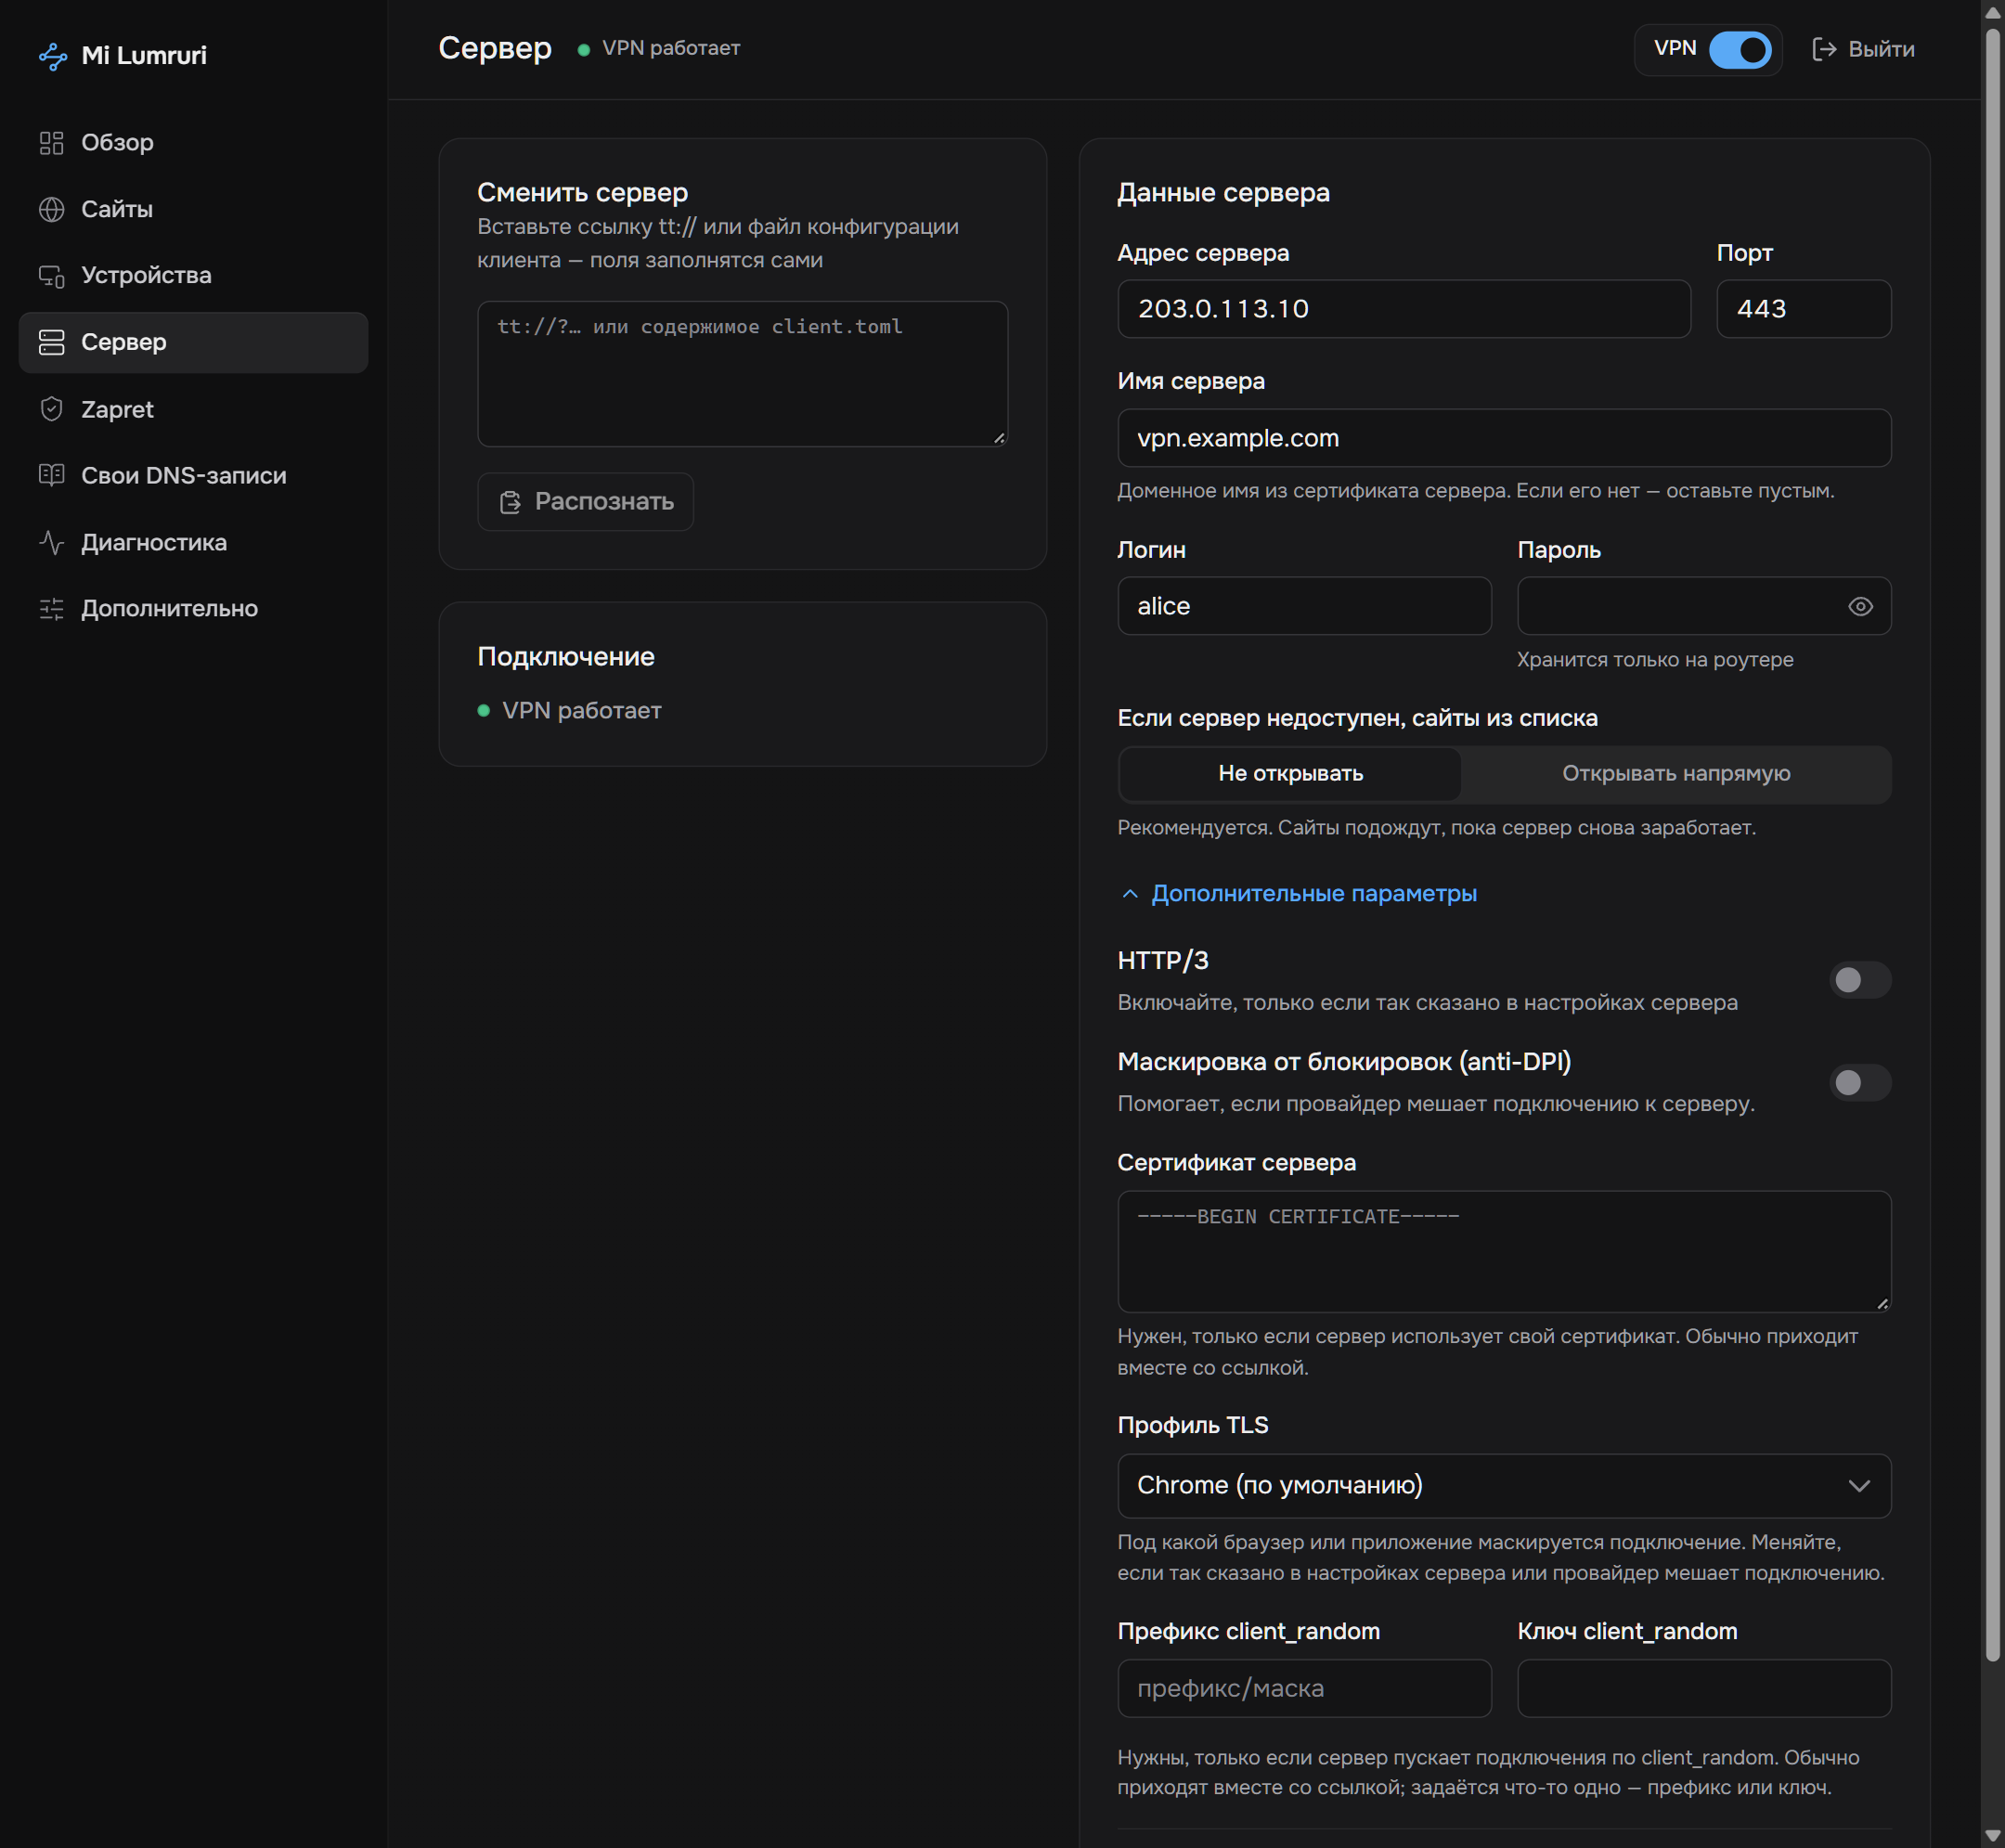 Mi Lumruri
Обзор
Сайты
Устройства
Сервер
Zapret
Свои DNS-записи
Диагностика
Дополнительно
Сервер
VPN работает
VPN
Выйти
Сменить сервер
Вставьте ссылку tt:// или файл конфигурации
клиента — поля заполнятся сами
tt://?… или содержимое client.toml
Распознать
Подключение
VPN работает
Данные сервера
Адрес сервера
Порт
203.0.113.10
443
Имя сервера
vpn.example.com
Доменное имя из сертификата сервера. Если его нет — оставьте пустым.
Логин
Пароль
alice
Хранится только на роутере
Если сервер недоступен, сайты из списка
Не открывать
Открывать напрямую
Рекомендуется. Сайты подождут, пока сервер снова заработает.
Дополнительные параметры
HTTP/3
Включайте, только если так сказано в настройках сервера
Маскировка от блокировок (anti-DPI)
Помогает, если провайдер мешает подключению к серверу.
Сертификат сервера
-----BEGIN CERTIFICATE-----
Нужен, только если сервер использует свой сертификат. Обычно приходит
вместе со ссылкой.
Профиль TLS
Chrome (по умолчанию)
Под какой браузер или приложение маскируется подключение. Меняйте,
если так сказано в настройках сервера или провайдер мешает подключению.
Префикс client_random
Ключ client_random
префикс/маска
Нужны, только если сервер пускает подключения по client_random. Обычно
приходят вместе со ссылкой; задаётся что-то одно — префикс или ключ.